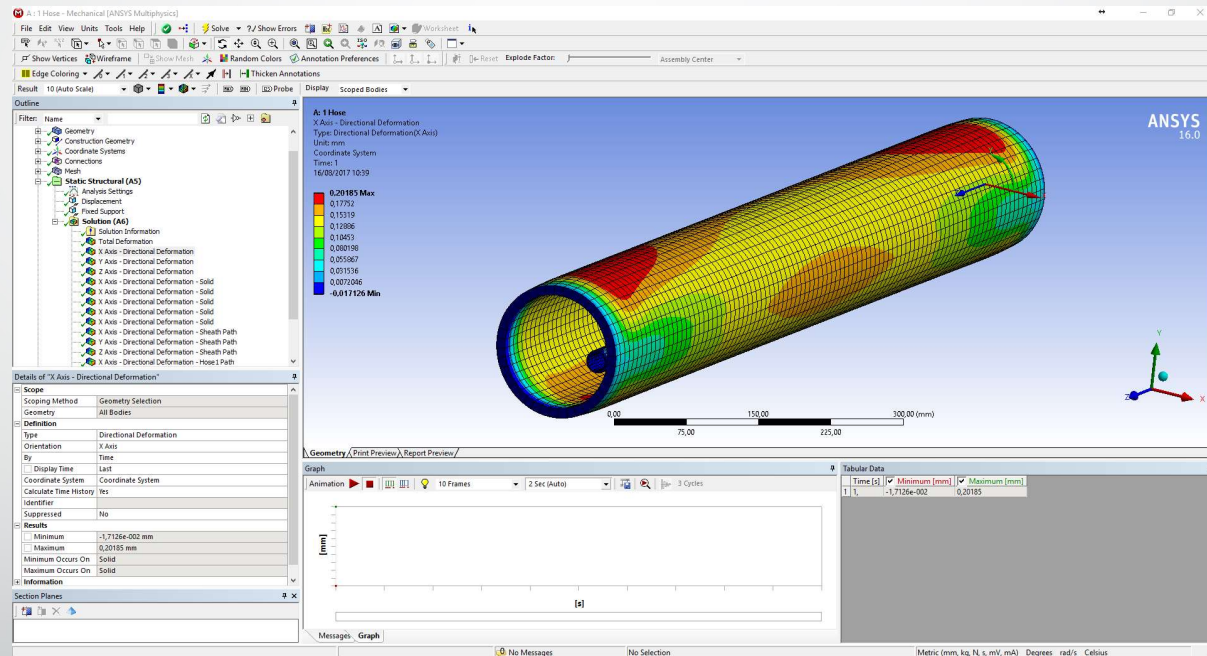 A : 1 Hose - Mechanical [ANSYS Multiphysics]
File Edit View Units Tools Help Solve ?/ Show Errors Worksheet
Show Vertices Wireframe Show Mesh Random Colors Annotation Preferences Reset Explode Factor: Assembly Center
Edge Coloring Thicken Annotations
Result 10 (Auto Scale) Probe Display Scoped Bodies
Outline
Filter: Name
Geometry
Construction Geometry
Coordinate Systems
Connections
Mesh
Static Structural (A5)
Analysis Settings
Displacement
Fixed Support
Solution (A6)
Solution Information
Total Deformation
X Axis - Directional Deformation
Y Axis - Directional Deformation
Z Axis - Directional Deformation
X Axis - Directional Deformation - Solid
X Axis - Directional Deformation - Solid
X Axis - Directional Deformation - Solid
X Axis - Directional Deformation - Solid
X Axis - Directional Deformation - Sheath Path
Y Axis - Directional Deformation - Sheath Path
Z Axis - Directional Deformation - Sheath Path
X Axis - Directional Deformation - Hose1 Path
Details of "X Axis - Directional Deformation"
Scope
Scoping Method Geometry Selection
Geometry All Bodies
Definition
Type Directional Deformation
Orientation X Axis
By Time
Display Time Last
Coordinate System Coordinate System
Calculate Time History Yes
Identifier
Suppressed No
Results
Minimum -1,7126e-002 mm
Maximum 0,20185 mm
Minimum Occurs On Solid
Maximum Occurs On Solid
Information
Section Planes
A: 1 Hose
X Axis - Directional Deformation
Type: Directional Deformation(X Axis)
Unit: mm
Coordinate System
Time: 1
16/08/2017 10:39
0,20185 Max
0,17752
0,15319
0,12886
0,10453
0,080198
0,055867
0,031536
0,0072046
-0,017126 Min
ANSYS
16.0
Y
X
Z
0,00 150,00 300,00 (mm)
75,00 225,00
Geometry Print Preview Report Preview
Graph
Animation 10 Frames 2 Sec (Auto) 3 Cycles
[mm]
[s]
Messages Graph
Tabular Data
Time [s] Minimum [mm] Maximum [mm]
1 1, -1,7126e-002 0,20185
0 No Messages No Selection Metric (mm, kg, N, s, mV, mA) Degrees rad/s Celsius